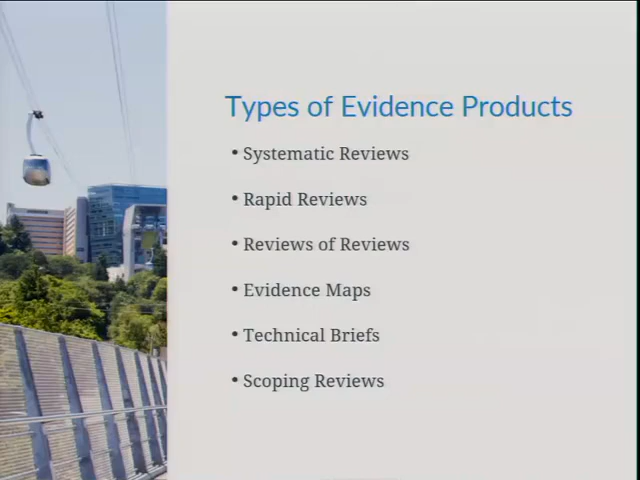 Types of Evidence Products
• Systematic Reviews
• Rapid Reviews
• Reviews of Reviews
• Evidence Maps
• Technical Briefs
• Scoping Reviews